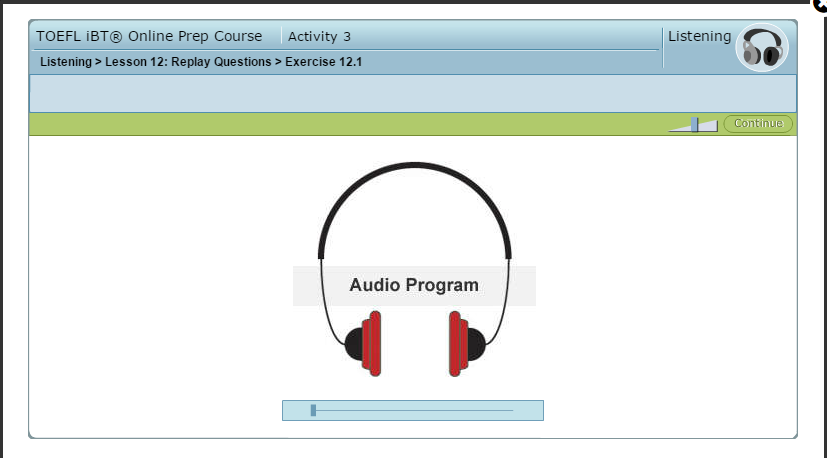 TOEFL iBT® Online Prep Course Activity 3 Listening
Listening > Lesson 12: Replay Questions > Exercise 12.1
Continue
Audio Program